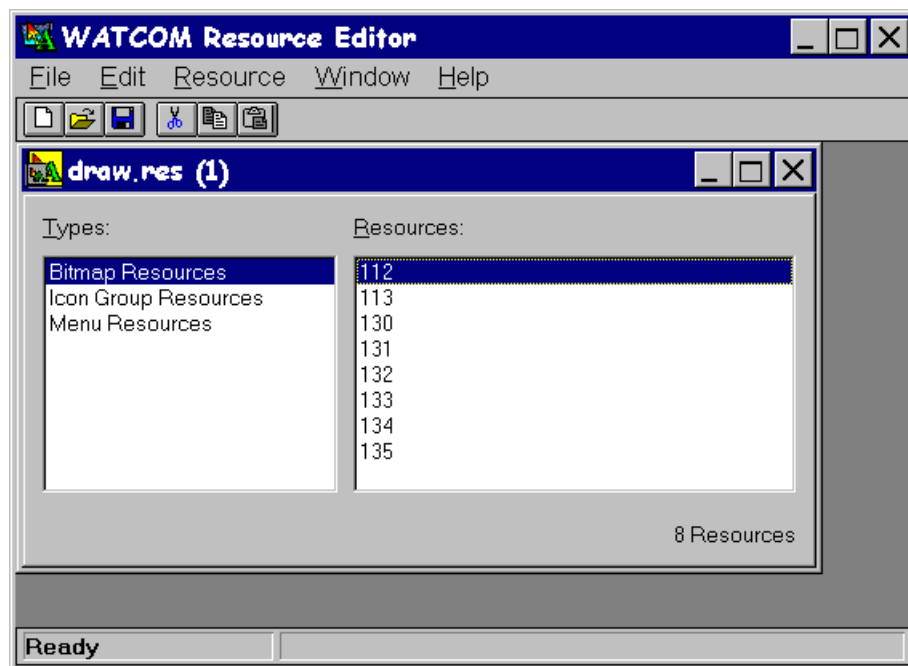 WATCOM Resource Editor
File Edit Resource Window Help
draw.res (1)
Types: Resources:
Bitmap Resources 112
Icon Group Resources 113
Menu Resources 130
131
132
133
134
135
8 Resources
Ready